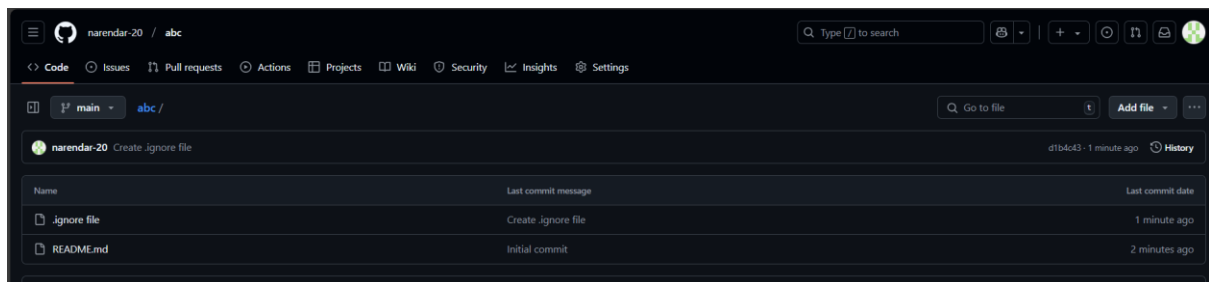 narendar-20 / abc
Type / to search
Code Issues Pull requests Actions Projects Wiki Security Insights Settings
main abc / Go to file t Add file
narendar-20 Create .ignore file d1b4c43 · 1 minute ago History
Name Last commit message Last commit date
.ignore file Create .ignore file 1 minute ago
README.md Initial commit 2 minutes ago